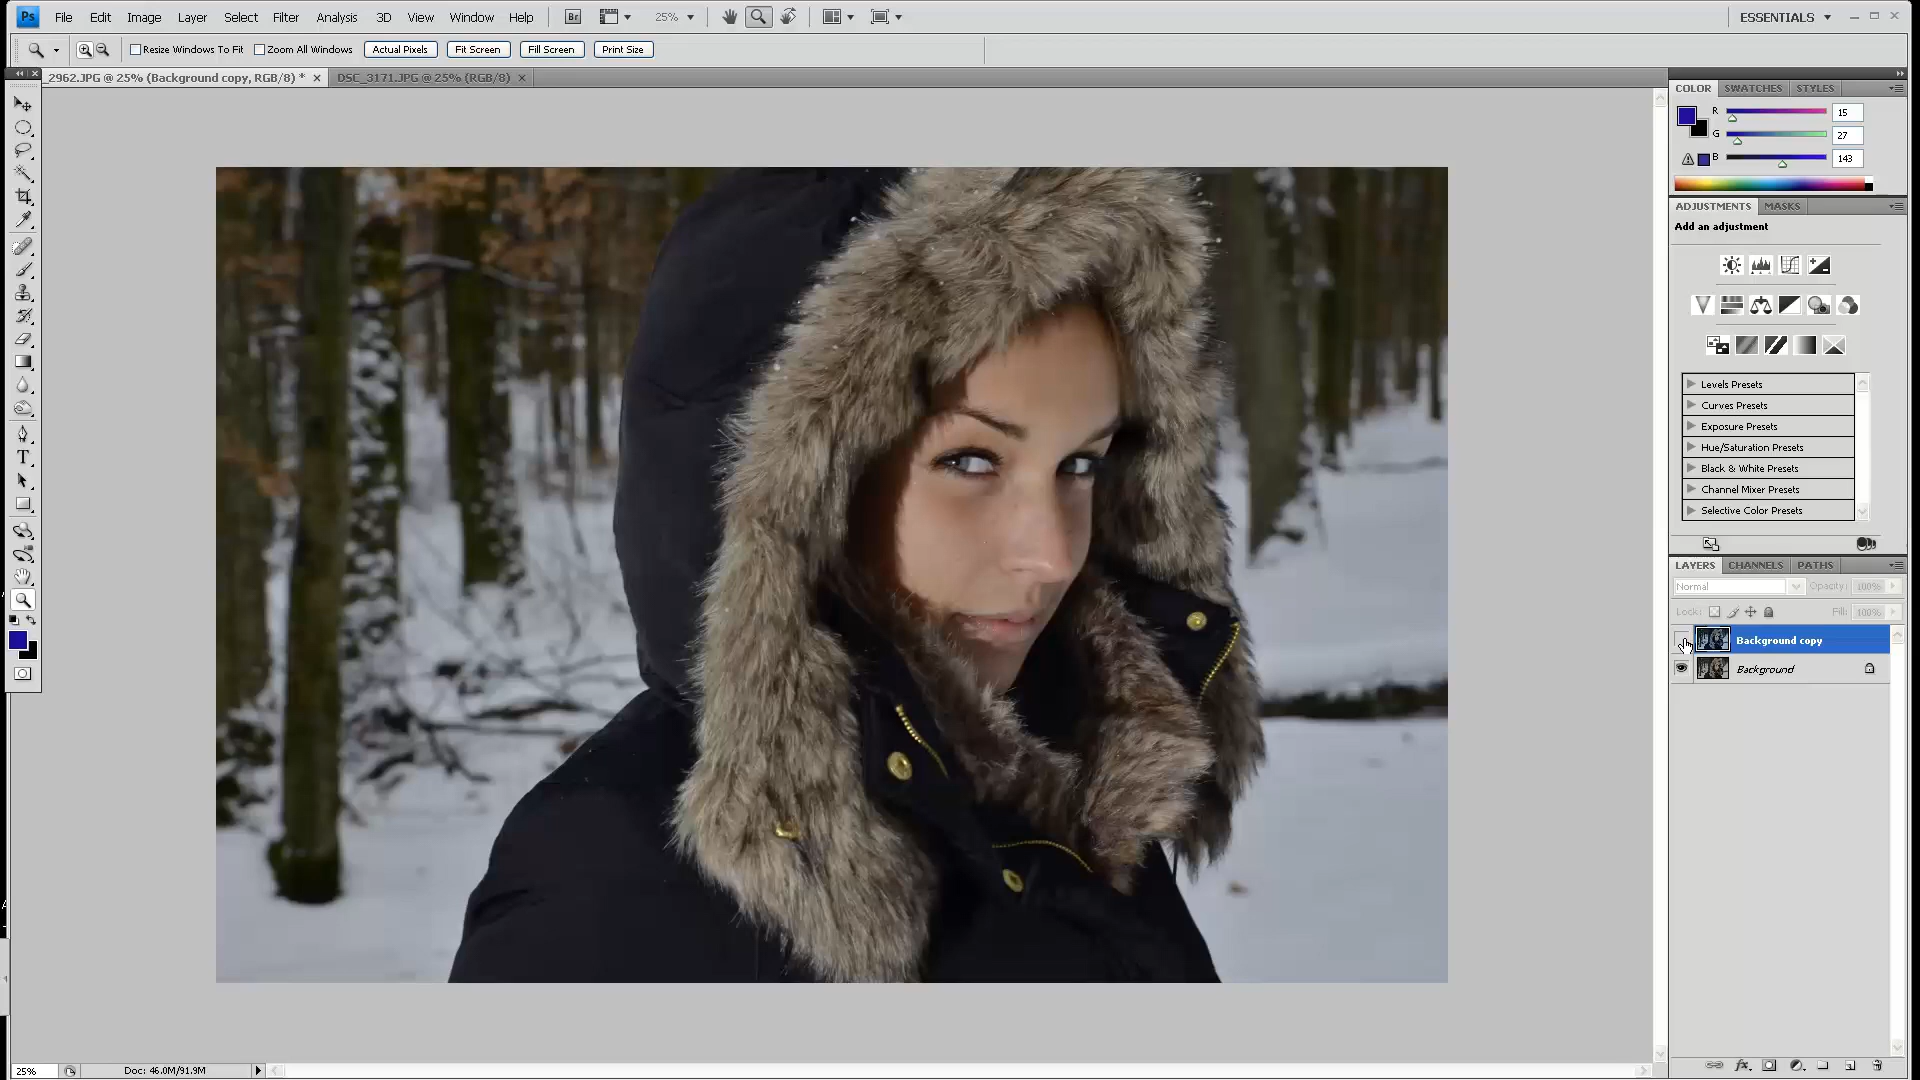 Ps File Edit Image Layer Select Filter Analysis 3D View Window Help Br 25% ESSENTIALS
Resize Windows To Fit Zoom All Windows Actual Pixels Fit Screen Fill Screen Print Size
_2962.JPG @ 25% (Background copy, RGB/8) * DSC_3171.JPG @ 25% (RGB/8)
COLOR SWATCHES STYLES
R 15
G 27
B 143
ADJUSTMENTS MASKS
Add an adjustment
Levels Presets
Curves Presets
Exposure Presets
Hue/Saturation Presets
Black & White Presets
Channel Mixer Presets
Selective Color Presets
LAYERS CHANNELS PATHS
Normal Opacity: 100%
Lock: Fill: 100%
Background copy
Background
25% Doc: 46.0M/91.9M